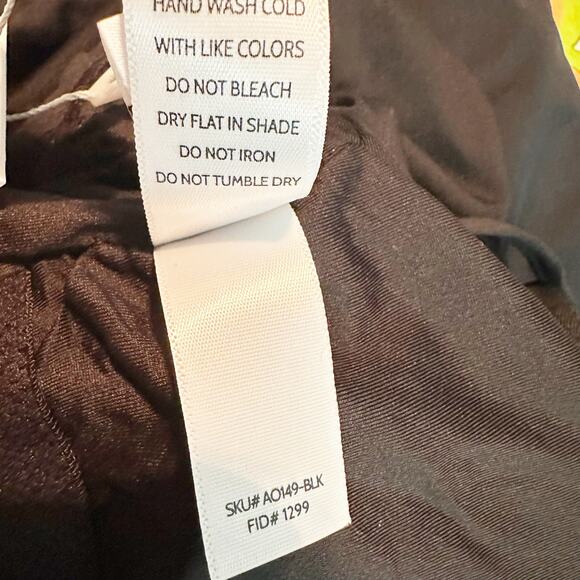 HAND WASH COLD
WITH LIKE COLORS
DO NOT BLEACH
DRY FLAT IN SHADE
DO NOT IRON
DO NOT TUMBLE DRY
SKU# AO149-BLK
FID# 1299